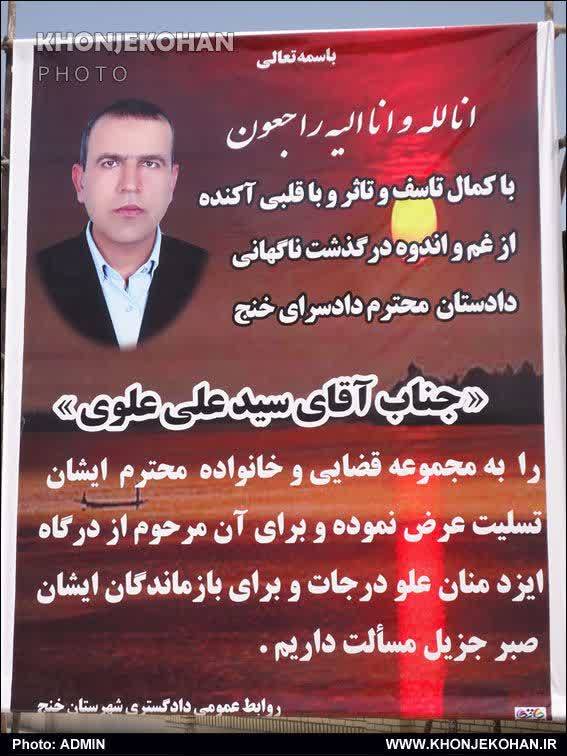 KHONJEKOHAN
PHOTO
باسمه تعالی
انا لله و انا الیه راجعون
با کمال تاسف و تاثر و با قلبی آکنده
از غم و اندوه درگذشت ناگهانی
دادستان محترم دادسرای خنج
«جناب آقای سید علی علوی»
را به مجموعه قضایی و خانواده محترم ایشان
تسلیت عرض نموده و برای آن مرحوم از درگاه
ایزد منان علو درجات و برای بازماندگان ایشان
صبر جزیل مسألت داریم .
روابط عمومی دادگستری شهرستان خنج
Photo: ADMIN
WWW.KHONJEKOHAN.IR